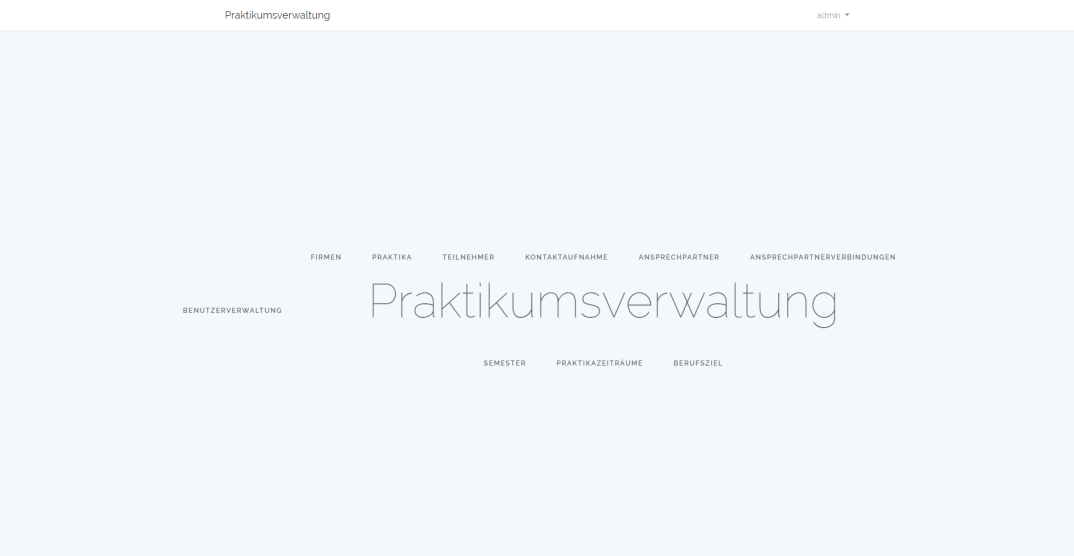 Praktikumsverwaltung admin
FIRMEN PRAKTIKA TEILNEHMER KONTAKTAUFNAHME ANSPRECHPARTNER ANSPRECHPARTNERVERBINDUNGEN
Praktikumsverwaltung
BENUTZERVERWALTUNG
SEMESTER PRAKTIKAZEITRÄUME BERUFSZIEL